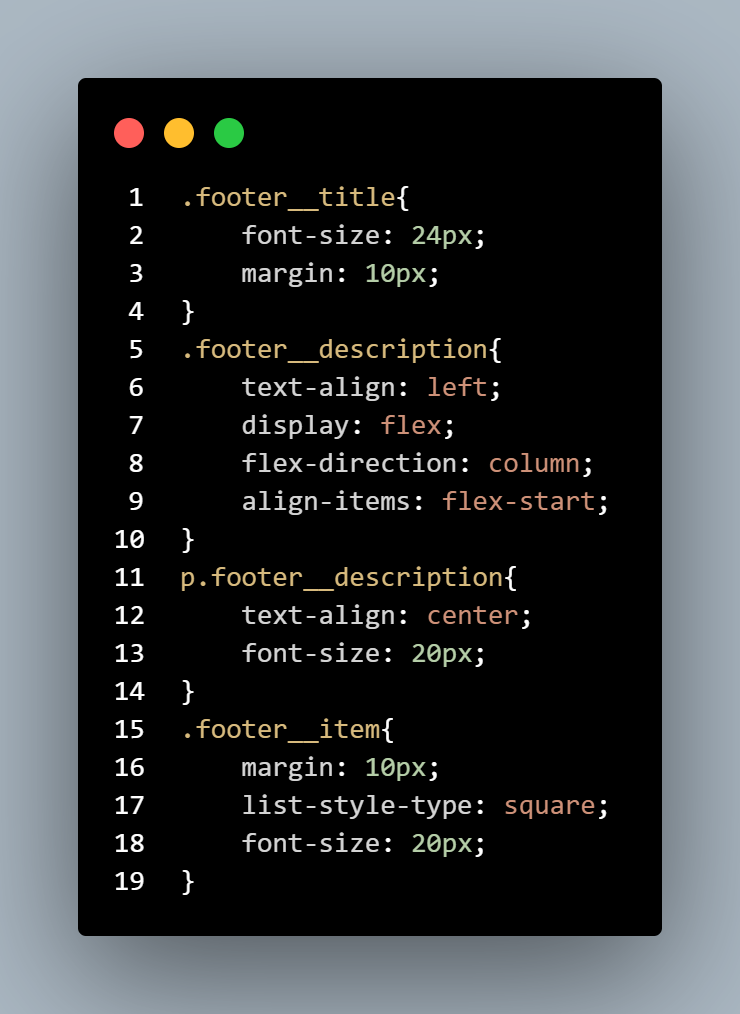 1 .footer__title{
2     font-size: 24px;
3     margin: 10px;
4 }
5 .footer__description{
6     text-align: left;
7     display: flex;
8     flex-direction: column;
9     align-items: flex-start;
10 }
11 p.footer__description{
12     text-align: center;
13     font-size: 20px;
14 }
15 .footer__item{
16     margin: 10px;
17     list-style-type: square;
18     font-size: 20px;
19 }